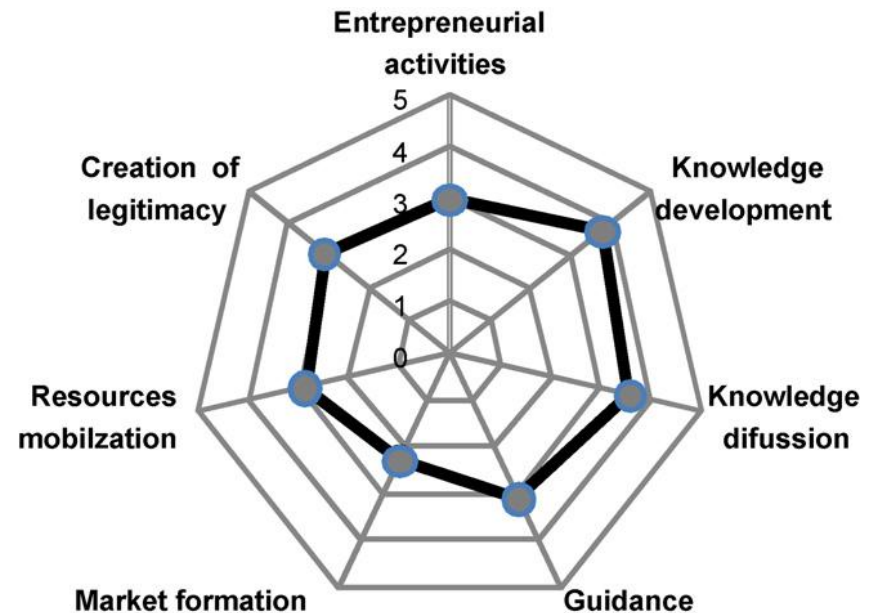 Entrepreneurial
activities
5
4
3
2
1
0
Knowledge
development
Knowledge
difussion
Guidance
Market formation
Resources
mobilzation
Creation of
legitimacy